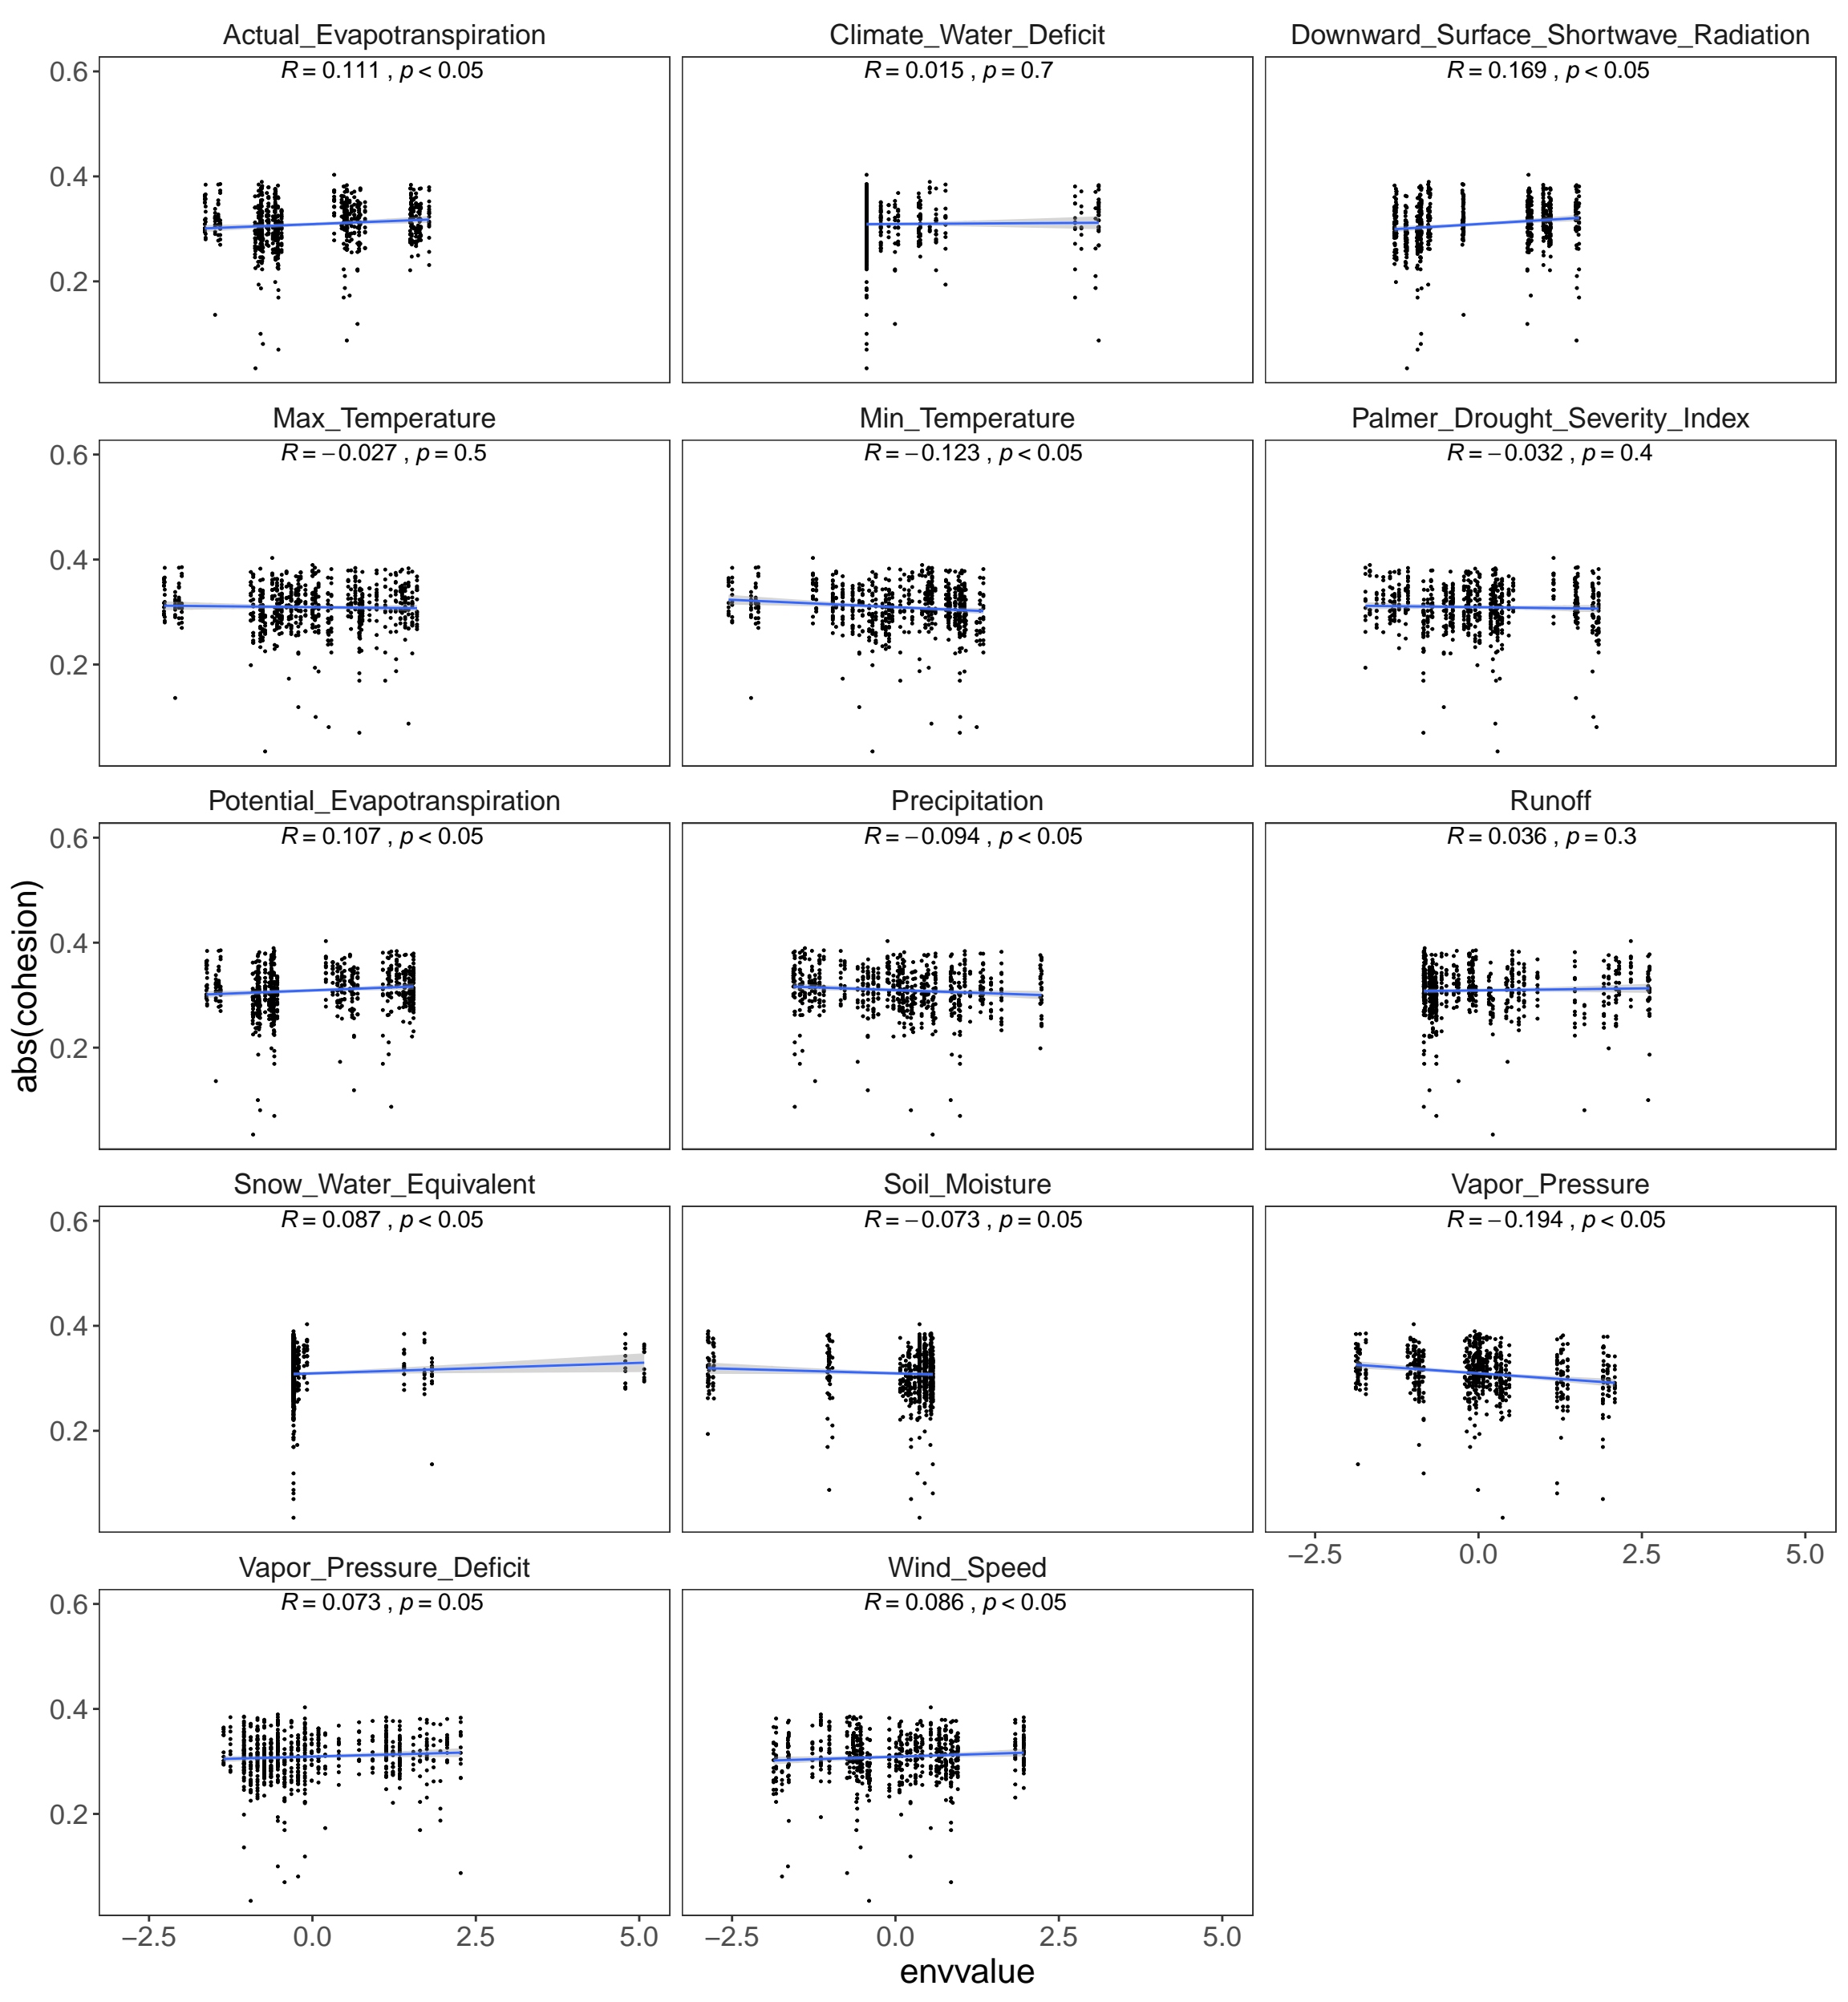 Actual_Evapotranspiration
Climate_Water_Deficit
Downward_Surface_Shortwave_Radiation
R = 0.111 , p < 0.05
R = 0.015 , p = 0.7
R = 0.169 , p < 0.05
0.6
0.4
0.2
Max_Temperature
Min_Temperature
Palmer_Drought_Severity_Index
R = −0.027 , p = 0.5
R = −0.123 , p < 0.05
R = −0.032 , p = 0.4
0.6
0.4
0.2
Potential_Evapotranspiration
Precipitation
Runoff
R = 0.107 , p < 0.05
R = −0.094 , p < 0.05
R = 0.036 , p = 0.3
0.6
0.4
0.2
abs(cohesion)
Snow_Water_Equivalent
Soil_Moisture
Vapor_Pressure
R = 0.087 , p < 0.05
R = −0.073 , p = 0.05
R = −0.194 , p < 0.05
0.6
0.4
0.2
−2.5 0.0 2.5 5.0
Vapor_Pressure_Deficit
Wind_Speed
R = 0.073 , p = 0.05
R = 0.086 , p < 0.05
0.6
0.4
0.2
−2.5 0.0 2.5 5.0
−2.5 0.0 2.5 5.0
envvalue